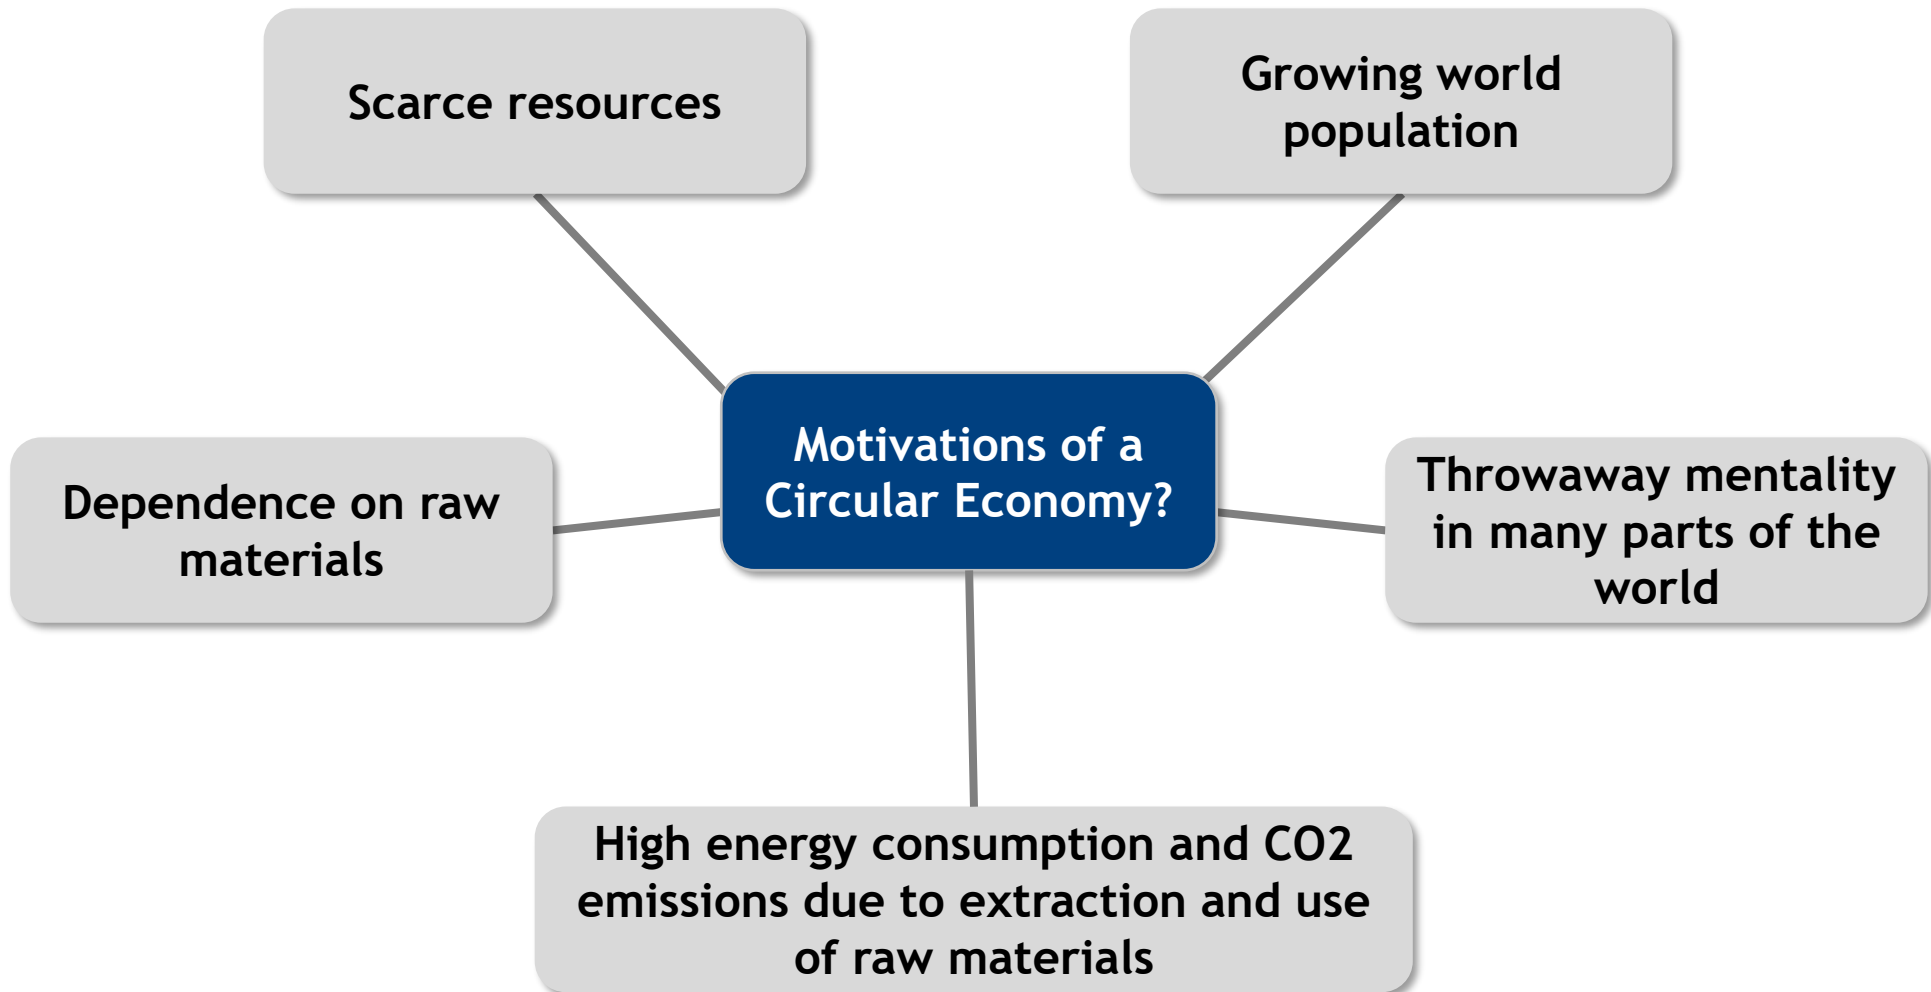 Scarce resources
Growing world
population
Motivations of a
Circular Economy?
Dependence on raw
materials
Throwaway mentality
in many parts of the
world
High energy consumption and CO2
emissions due to extraction and use
of raw materials